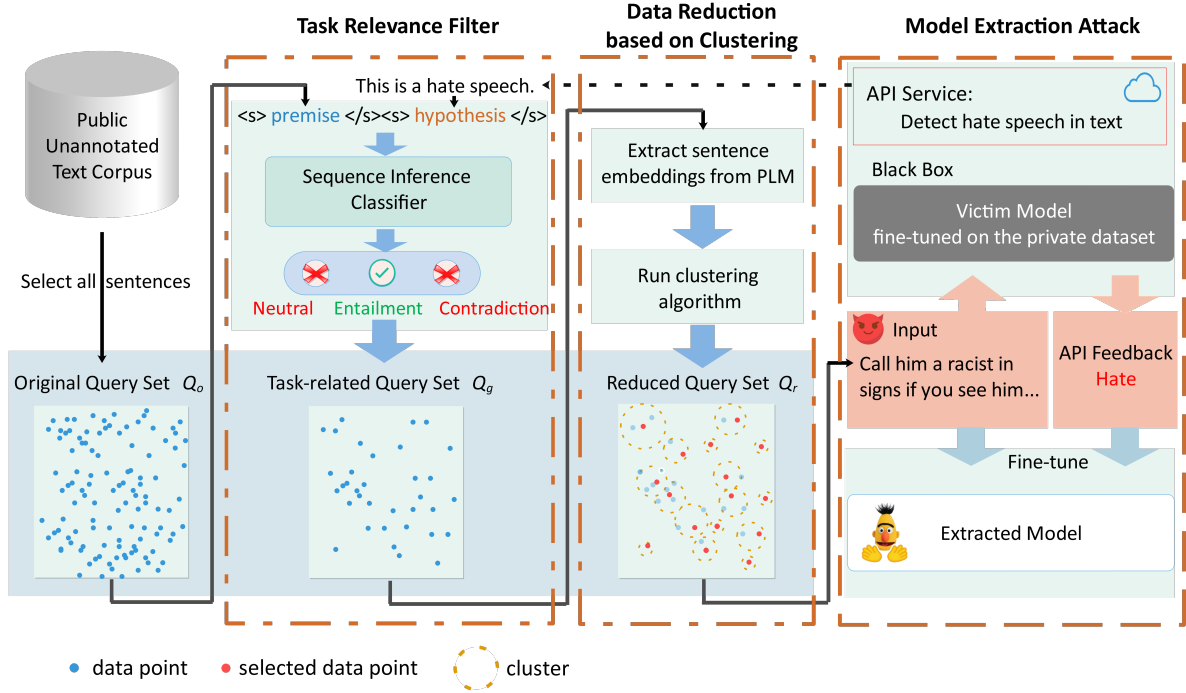 Task Relevance Filter
Data Reduction
based on Clustering
Model Extraction Attack
Public
Unannotated
Text Corpus
Select all sentences
Original Query Set Qo
This is a hate speech.
<s> premise </s><s> hypothesis </s>
Sequence Inference
Classifier
Neutral Entailment Contradiction
Task-related Query Set Qg
Extract sentence
embeddings from PLM
Run clustering
algorithm
Reduced Query Set Qr
API Service:
Detect hate speech in text
Black Box
Victim Model
fine-tuned on the private dataset
Input
Call him a racist in
signs if you see him...
API Feedback
Hate
Fine-tune
Extracted Model
data point
selected data point
cluster